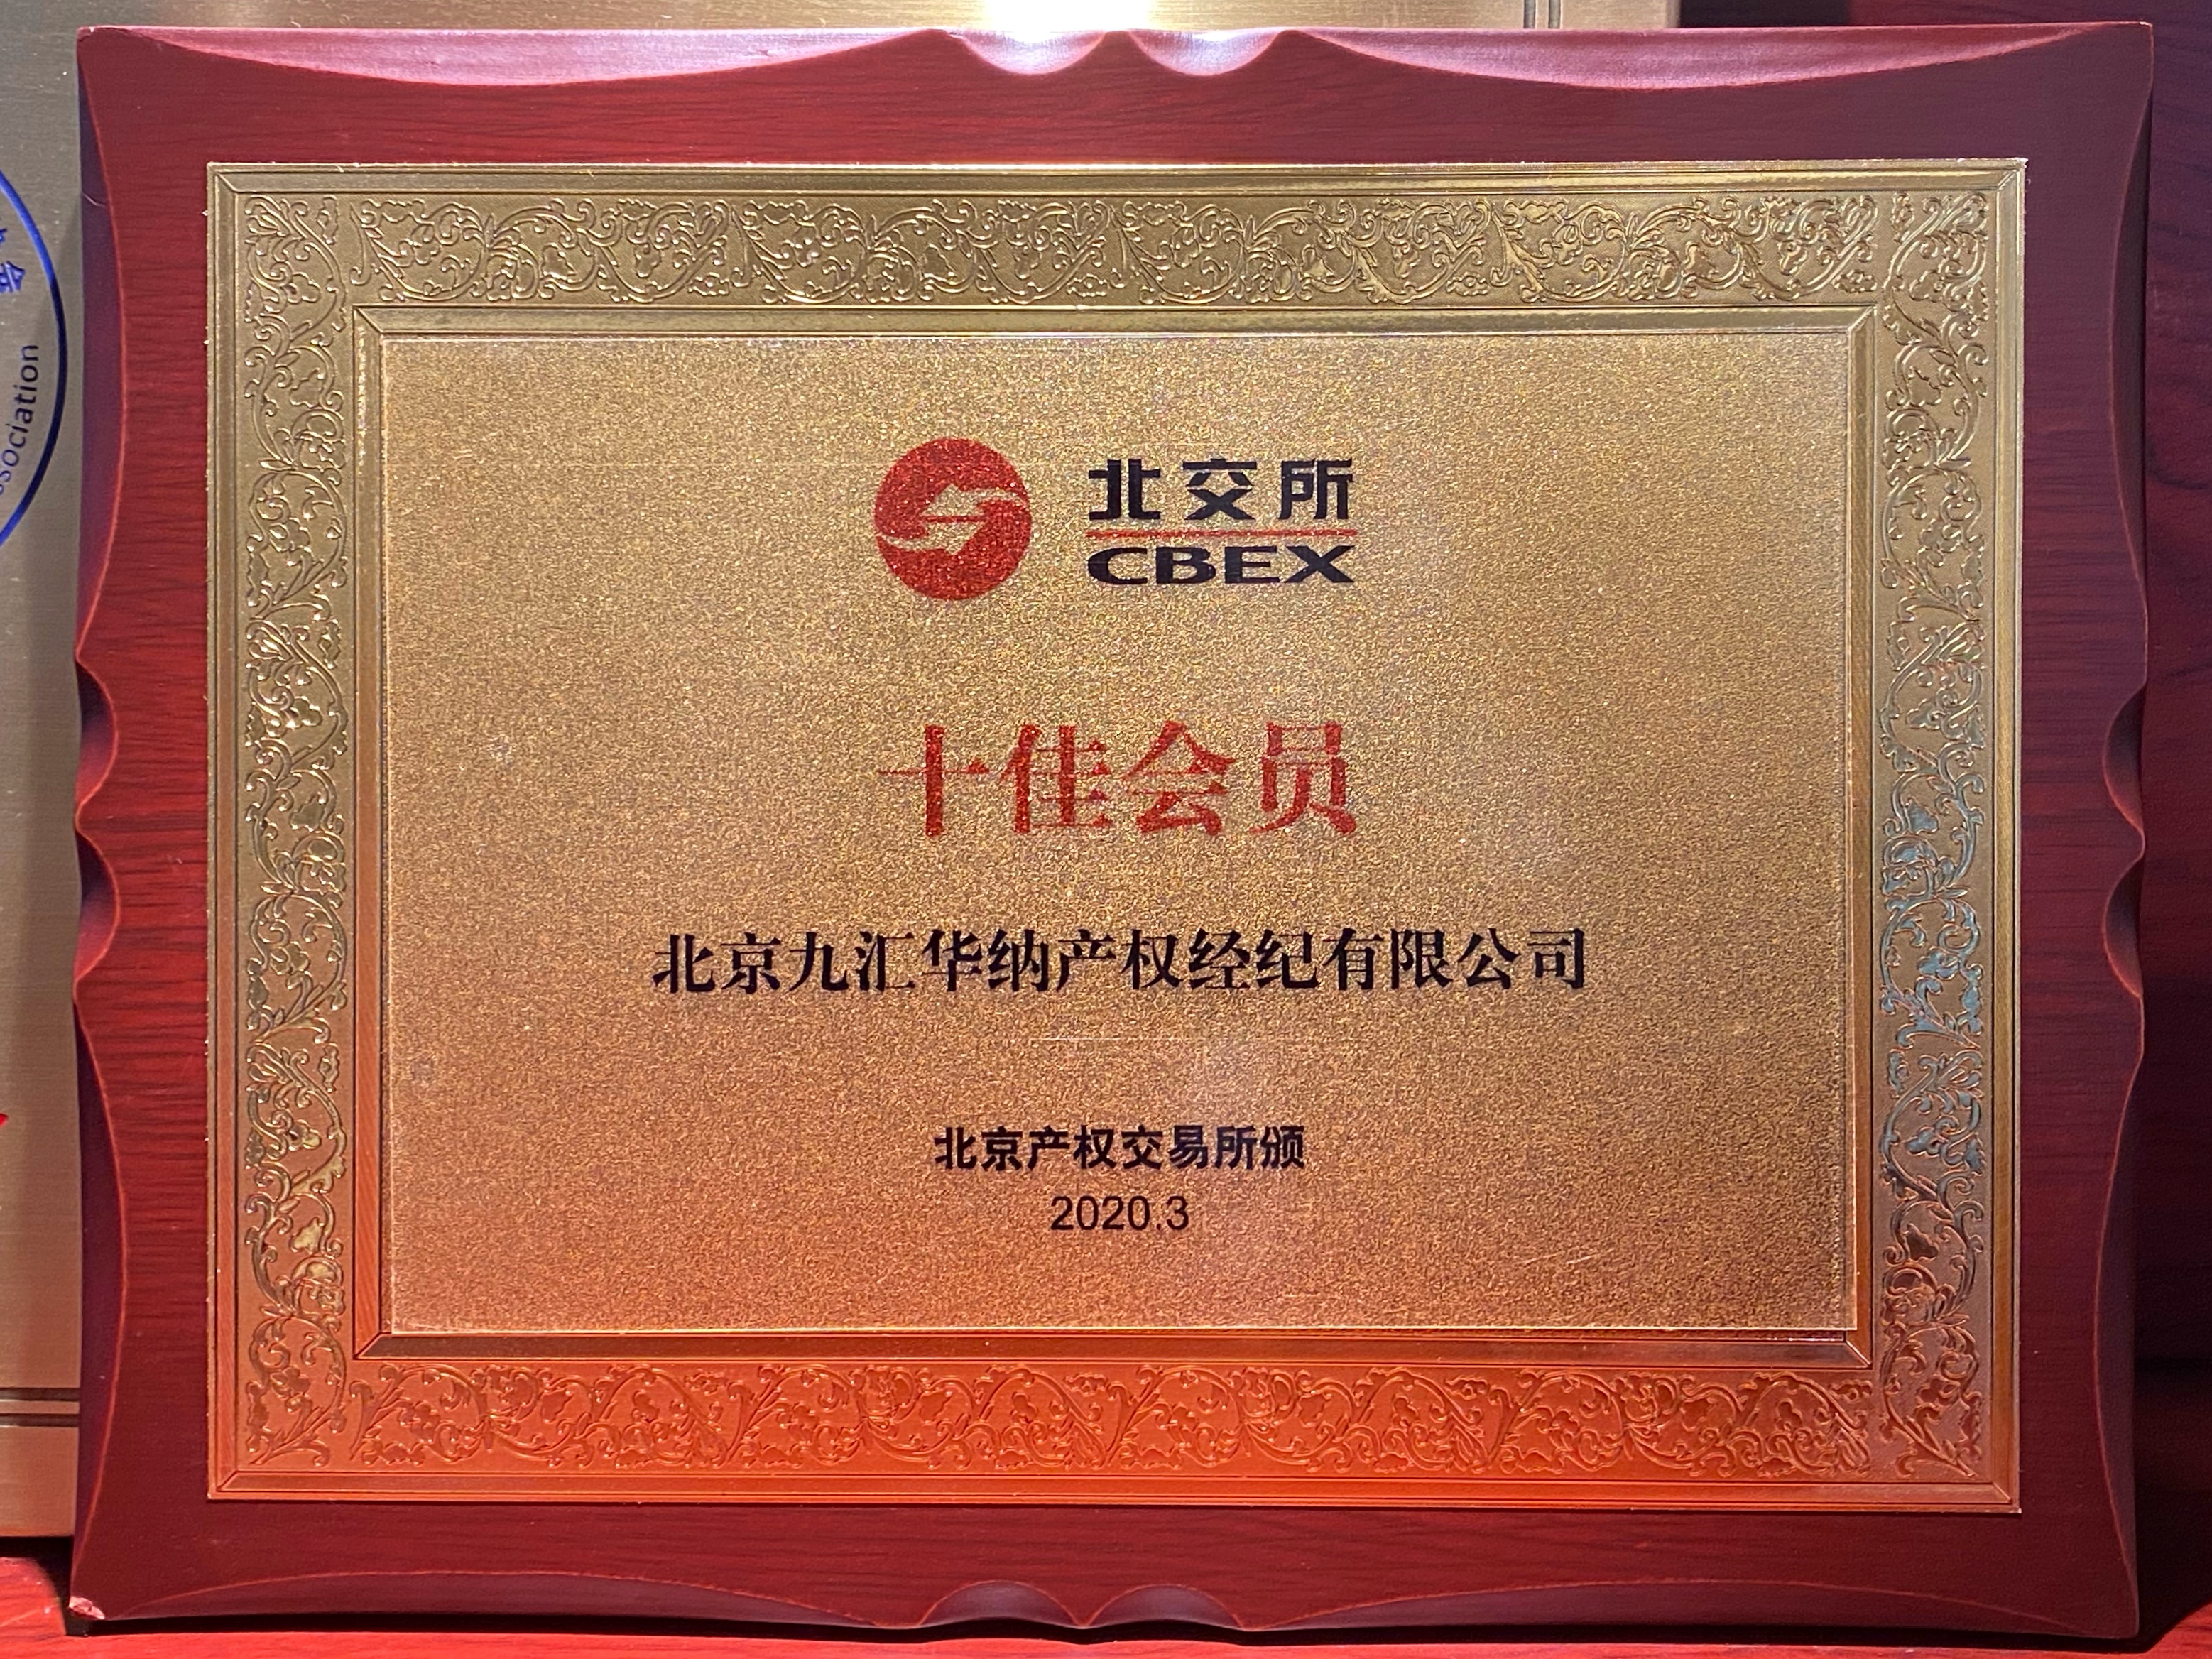 北交所
CBEX
十佳会员
北京九汇华纳产权经纪有限公司
北京产权交易所颁
2020.3